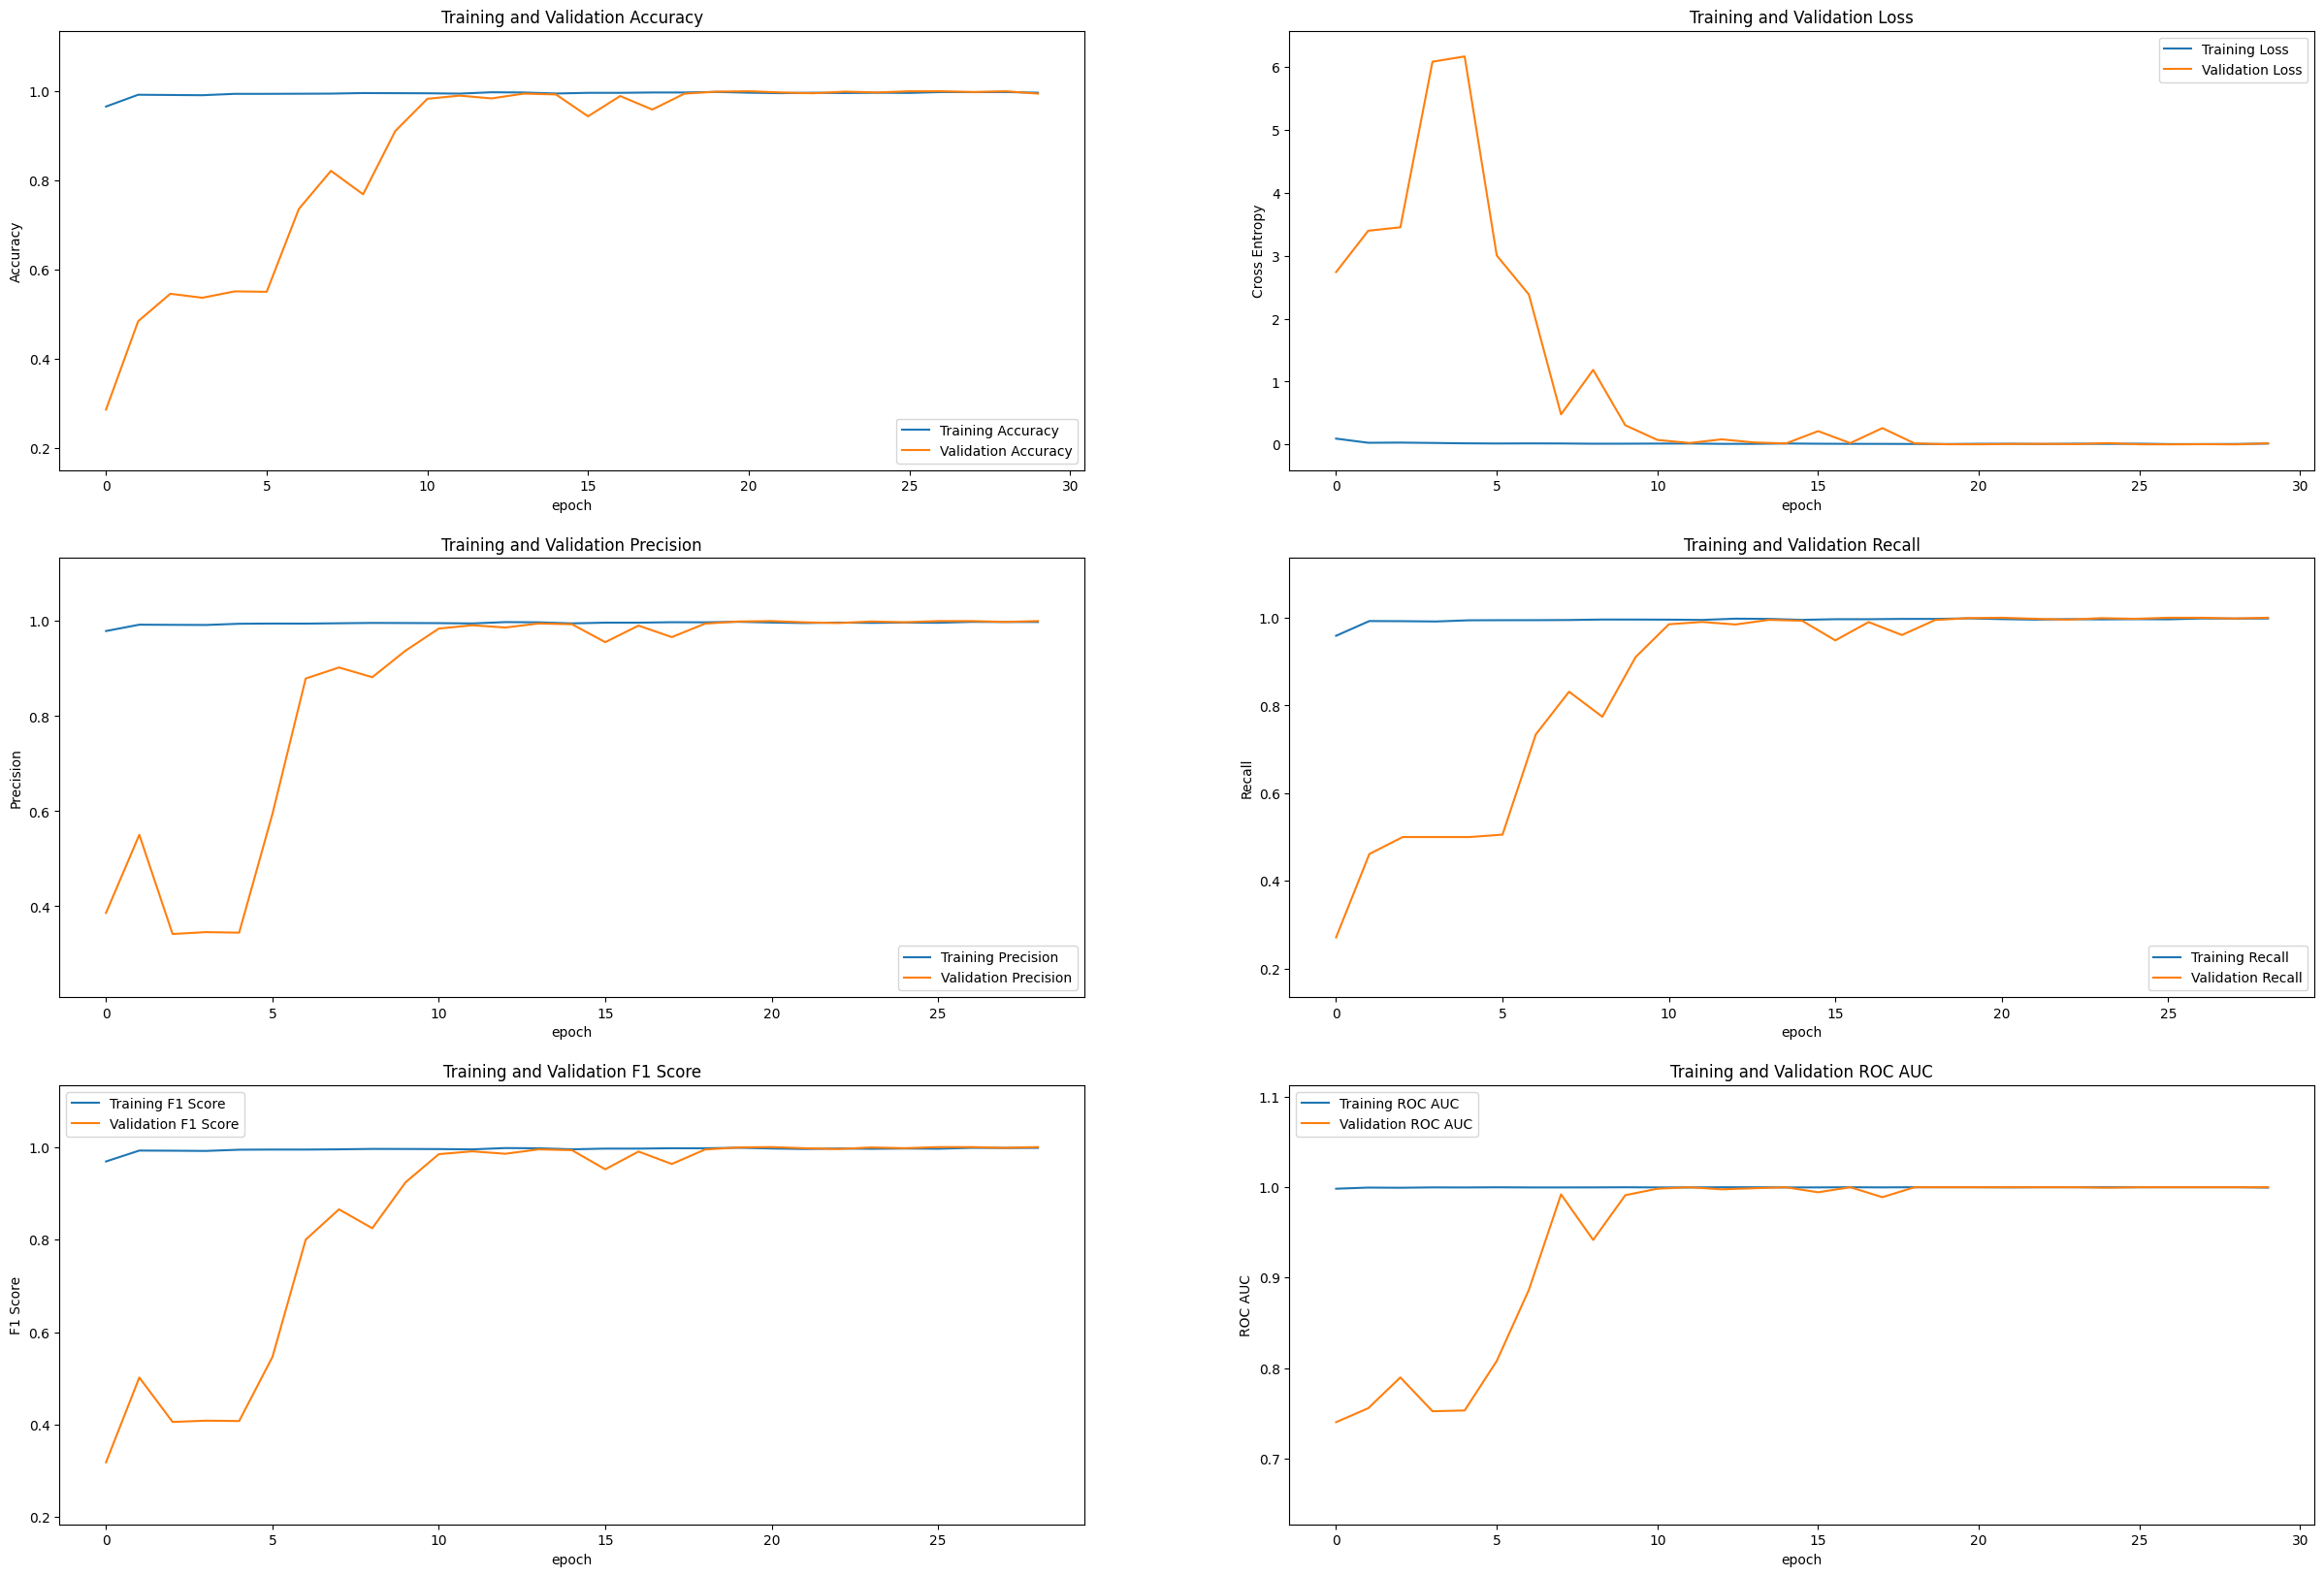 Training and Validation Accuracy
Accuracy
1.0
0.8
0.6
0.4
0.2
Training Accuracy
Validation Accuracy
0 5 10 15 20 25 30
epoch
Training and Validation Loss
Cross Entropy
6
5
4
3
2
1
0
Training Loss
Validation Loss
0 5 10 15 20 25 30
epoch
Training and Validation Precision
Precision
1.0
0.8
0.6
0.4
Training Precision
Validation Precision
0 5 10 15 20 25
epoch
Training and Validation Recall
Recall
1.0
0.8
0.6
0.4
0.2
Training Recall
Validation Recall
0 5 10 15 20 25
epoch
Training and Validation F1 Score
F1 Score
Training F1 Score
Validation F1 Score
1.0
0.8
0.6
0.4
0.2
0 5 10 15 20 25
epoch
Training and Validation ROC AUC
ROC AUC
Training ROC AUC
Validation ROC AUC
1.1
1.0
0.9
0.8
0.7
0 5 10 15 20 25 30
epoch